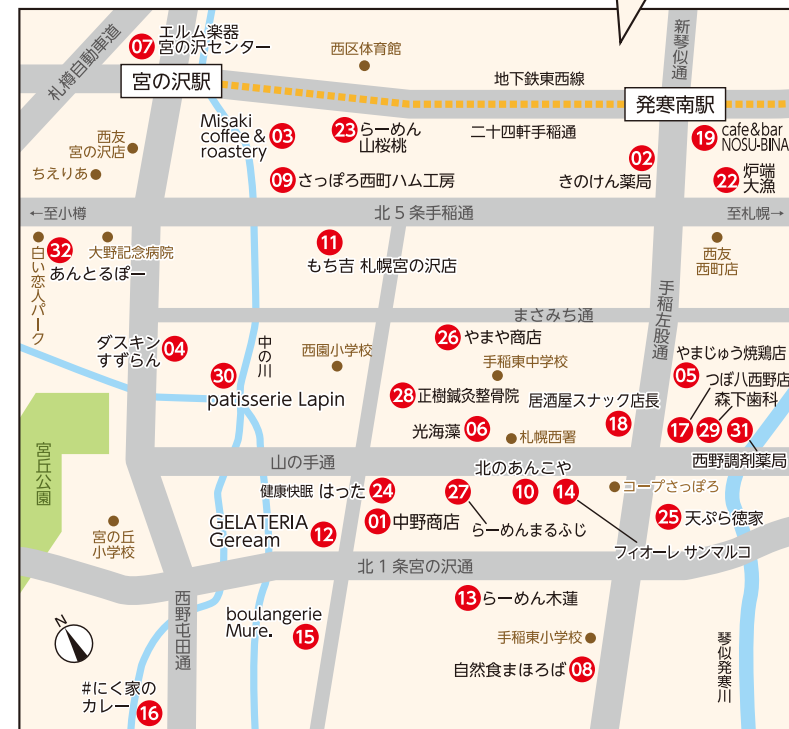 07
エルム楽器
宮の沢センター
西区体育館
新琴似通
札樽自動車道
宮の沢駅
地下鉄東西線
発寒南駅
Misaki
coffee &
roastery
03
23
らーめん
山桜桃
二十四軒手稲通
19
cafe&bar
NOSU-BINA
西友
宮の沢店
02
きのけん薬局
22
炉端
大漁
ちえりあ
09
さっぽろ西町ハム工房
←至小樽
北5条手稲通
至札幌→
32
あんとるぽー
白い恋人パーク
大野記念病院
11
もち吉 札幌宮の沢店
西友
西町店
まさみち通
手稲左股通
ダスキン
すずらん
04
中の川
西園小学校
26
やまや商店
手稲東中学校
やまじゅう焼鶏店
05
30
patisserie Lapin
28
正樹鍼灸整骨院
居酒屋スナック店長
18
つぼ八西野店
森下歯科
17
29
31
光海藻
06
札幌西署
西野調剤薬局
宮丘公園
山の手通
北のあんこや
健康快眠 はった
24
27
10
14
コープさっぽろ
GELATERIA
Geream
12
01
中野商店
らーめんまるふじ
25
天ぷら徳家
フィオーレ サンマルコ
宮の丘
小学校
北1条宮の沢通
西野屯田通
13
らーめん木蓮
boulangerie
Mure.
15
手稲東小学校
琴似発寒川
N
自然食まほろば
08
#にく家の
カレー
16